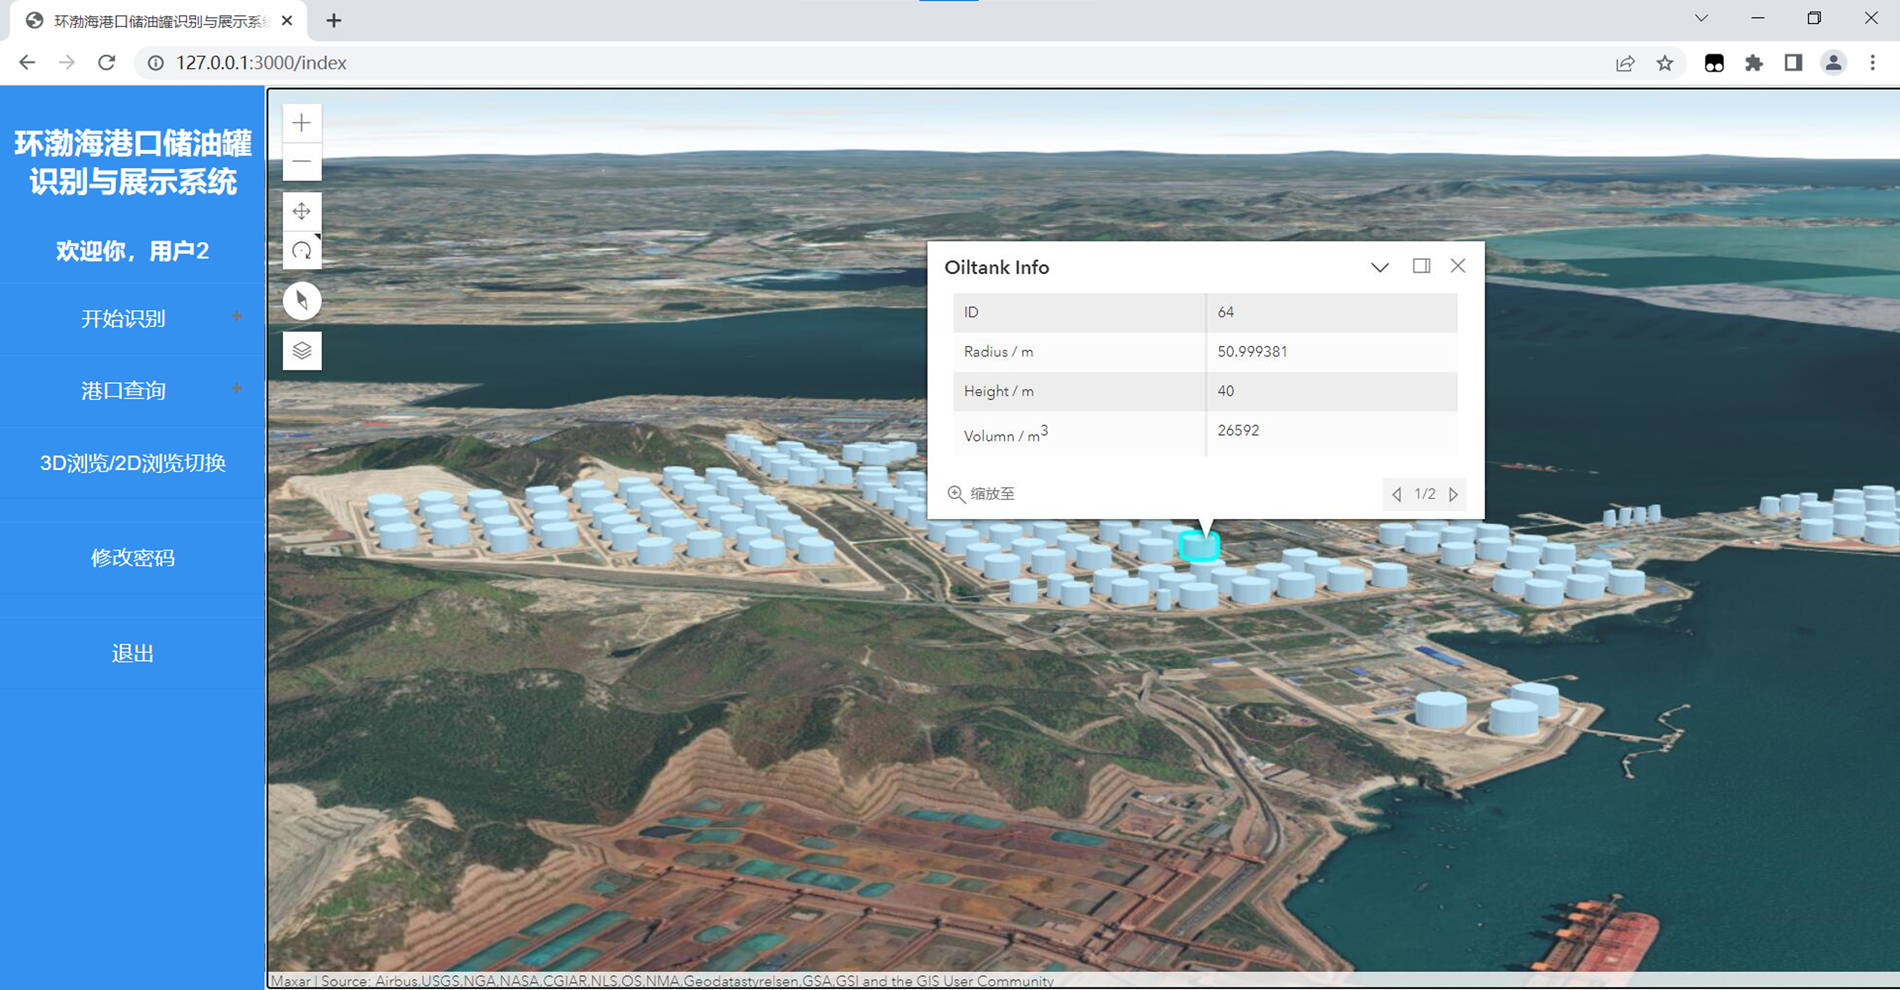 环渤海港口储油罐识别与展示系统
127.0.0.1:3000/index
环渤海港口储油罐
识别与展示系统
欢迎你，用户2
开始识别 +
港口查询 +
3D浏览/2D浏览切换
修改密码
退出
Oiltank Info
ID 64
Radius / m 50.999381
Height / m 40
Volumn / m3 26592
缩放至 1/2
Maxar | Source: Airbus,USGS,NGA,NASA,CGIAR,NLS,OS,NMA,Geodatastyrelsen,GSA,GSI and the GIS User Community